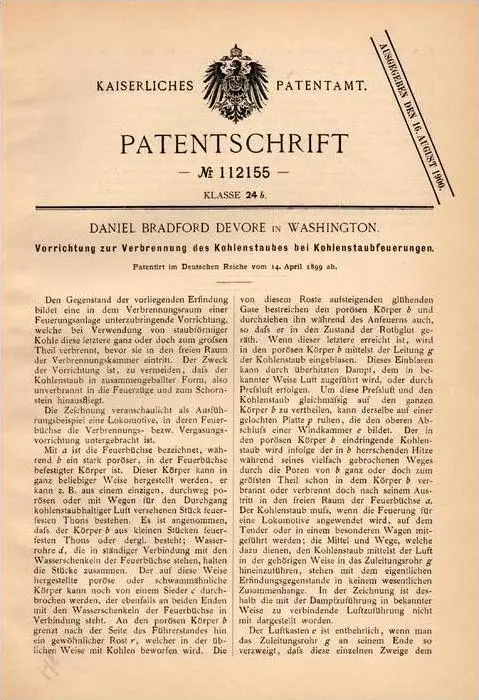 KAISERLICHES PATENTAMT.
AUSGEGEBEN DEN 16. AUGUST 1900.
PATENTSCHRIFT
— № 112155 —
KLASSE 24 b.
DANIEL BRADFORD DEVORE IN WASHINGTON.
Vorrichtung zur Verbrennung des Kohlenstaubes bei Kohlenstaubfeuerungen.
Patentirt im Deutschen Reiche vom 14. April 1899 ab.
Den Gegenstand der vorliegenden Erfindung
bildet eine in dem Verbrennungsraum einer
Feuerungsanlage unterzubringende Vorrichtung,
welche bei Verwendung von staubförmiger
Kohle diese letztere ganz oder doch zum großen
Theil verbrennt, bevor sie in den freien Raum
der Verbrennungskammer eintritt. Der Zweck
der Vorrichtung ist, zu vermeiden, daß der
Kohlenstaub in zusammengeballter Form, also
unverbrannt in die Feuerzüge und zum Schorn-
stein hinausfliegt.
Die Zeichnung veranschaulicht als Ausfüh-
rungsbeispiel eine Lokomotive, in deren Feuer-
büchse die Verbrennungs- bezw. Vergasungs-
vorrichtung untergebracht ist.
Mit a ist die Feuerbüchse bezeichnet, wäh-
rend b ein stark poröser, in der Feuerbüchse
befestigter Körper ist. Dieser Körper kann in
ganz beliebiger Weise hergestellt werden, er
kann z. B. aus einem einzigen, durchweg po-
rösen oder mit Wegen für den Durchgang
kohlenstaubhaltiger Luft versehenen Stück feuer-
festen Thons bestehen. Es ist angenommen,
daß der Körper b aus kleinen Stücken feuer-
festen Thons oder dergl. besteht; Wasser-
rohre d, die in ständiger Verbindung mit den
Wasserschenkeln der Feuerbüchse stehen, halten
die Stücke zusammen. Der auf diese Weise
hergestellte poröse oder schwammähnliche
Körper kann noch von einem Sieder c durch-
brochen werden, der ebenfalls an beiden Enden
mit den Wasserschenkeln der Feuerbüchse in
Verbindung steht. An den porösen Körper b
grenzt nach der Seite des Führerstandes hin
ein gewöhnlicher Rost r, welcher in der üb-
lichen Weise mit Kohlen beworfen wird. Die
von diesem Roste aufsteigenden glühenden
Gase bestreichen den porösen Körper b und
durchziehen ihn während des Anfeuerns auch,
so daß er in den Zustand der Rothglut ge-
räth. Wenn dieser letztere erreicht ist, wird
in den porösen Körper b mittelst der Leitung g
der Kohlenstaub eingeblasen. Dieses Einblasen
kann durch überhitzten Dampf, dem in be-
kannter Weise Luft zugeführt wird, oder durch
Preßluft erfolgen. Um diese Preßluft und den
Kohlenstaub gleichmäßig auf den ganzen
Körper b zu vertheilen, kann derselbe auf einer
gelochten Platte p ruhen, die den oberen Ab-
schluß einer Windkammer e bildet. Der in
den porösen Körper b eindringende Kohlen-
staub wird infolge der in b herrschenden Hitze
während seines vielfach gebrochenen Weges
durch die Poren von b ganz oder doch zum
größten Theil schon in dem Körper b ver-
brannt oder verbrennt doch nach seinem Aus-
tritt in den freien Raum der Feuerbüchse a.
Der Kohlenstaub muß, wenn die Feuerung für
eine Lokomotive angewendet wird, auf dem
Tender oder in einem besonderen Wagen mit-
geführt werden; die Mittel und Wege, welche
dazu dienen, den Kohlenstaub mittelst der Luft
in der gehörigen Weise in das Zuleitungsrohr g
hineinzuführen, stehen mit dem eigentlichen
Erfindungsgegenstande in keinem wesentlichen
Zusammenhange. In der Zeichnung ist des-
halb die mit der Dampfzuführung in bekannter
Weise zu verbindende Luftzuführung nicht
mit dargestellt worden.
Der Luftkasten e ist entbehrlich, wenn man
das Zuleitungsrohr g an seinem Ende so
verzweigt, daß diese einzelnen Zweige dem